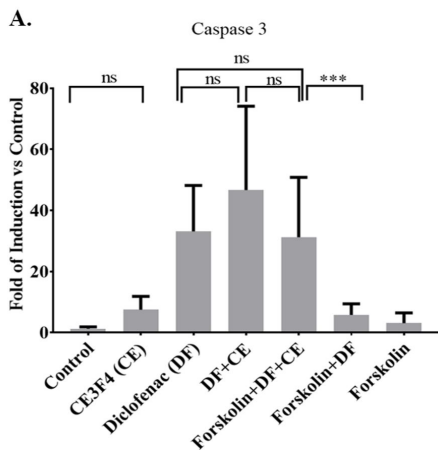 A.
Caspase 3
ns
ns
ns
ns
***
Fold of Induction vs Control
80
60
40
20
0
Control
CE3F4 (CE)
Diclofenac (DF)
DF+CE
Forskolin+DF+CE
Forskolin+DF
Forskolin